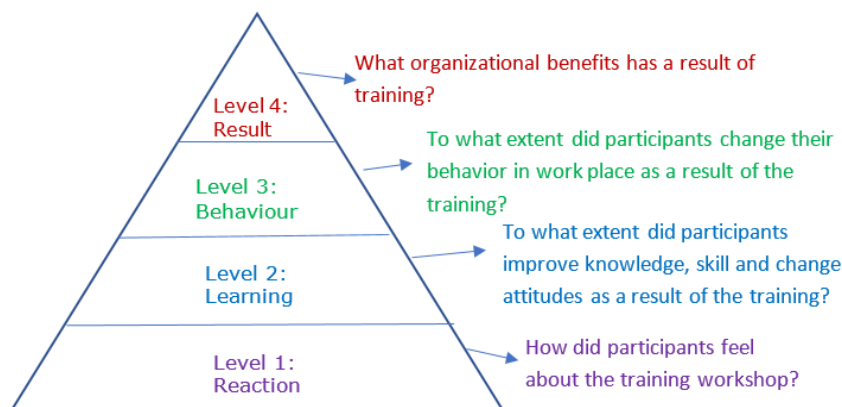 What organizational benefits has a result of
training?
Level 4:
Result
To what extent did participants change their
behavior in work place as a result of the
training?
Level 3:
Behaviour
To what extent did participants
improve knowledge, skill and change
attitudes as a result of the training?
Level 2:
Learning
How did participants feel
about the training workshop?
Level 1:
Reaction